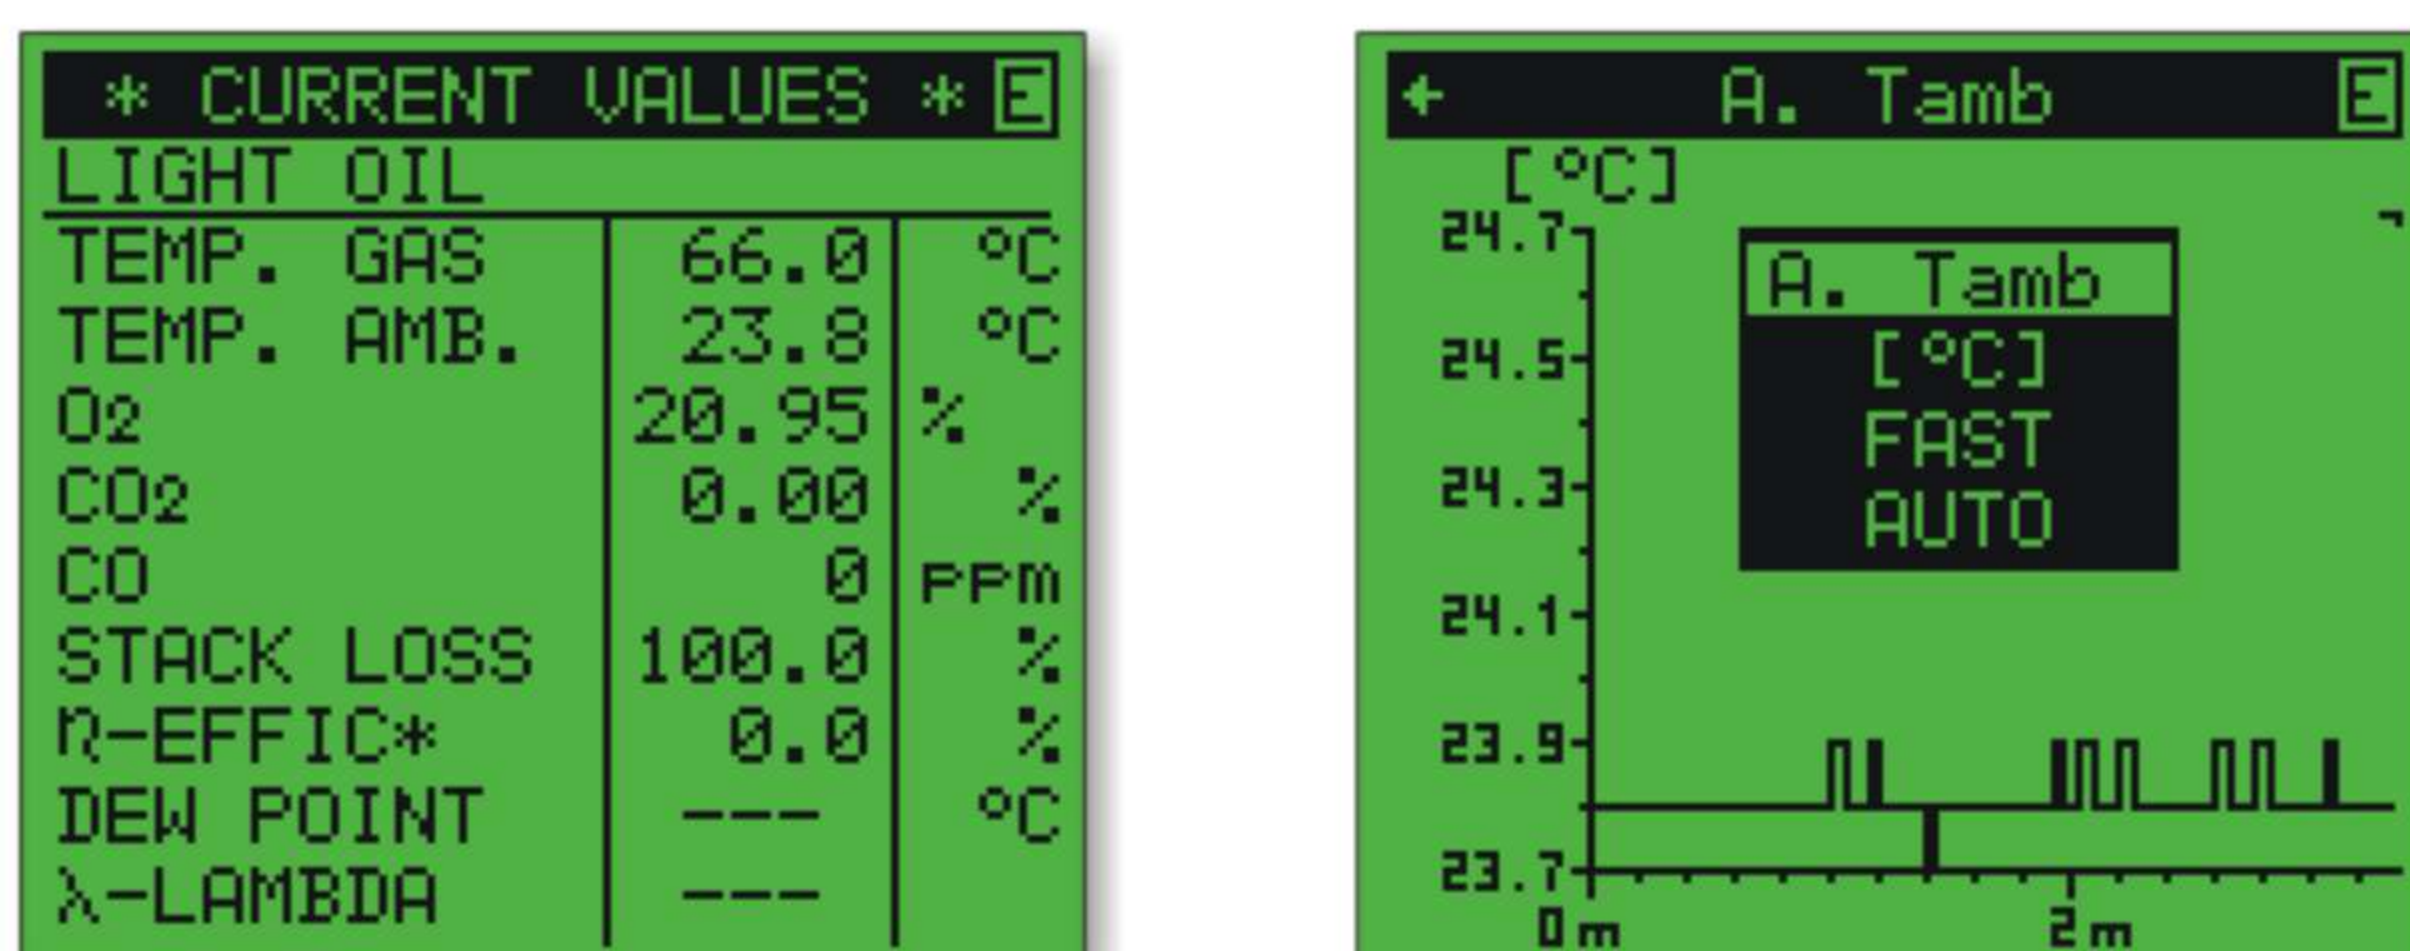 * CURRENT VALUES * E
LIGHT OIL
TEMP. GAS 66.0 °C
TEMP. AMB. 23.8 °C
O2 20.95 %
CO2 0.00 %
CO 0 ppm
STACK LOSS 100.0 %
η-EFFIC* 0.0 %
DEW POINT --- °C
λ-LAMBDA ---
← A. Tamb E
[°C]
24.7
A. Tamb
[°C]
FAST
AUTO
24.5
24.3
24.1
23.9
23.7
0m 2m